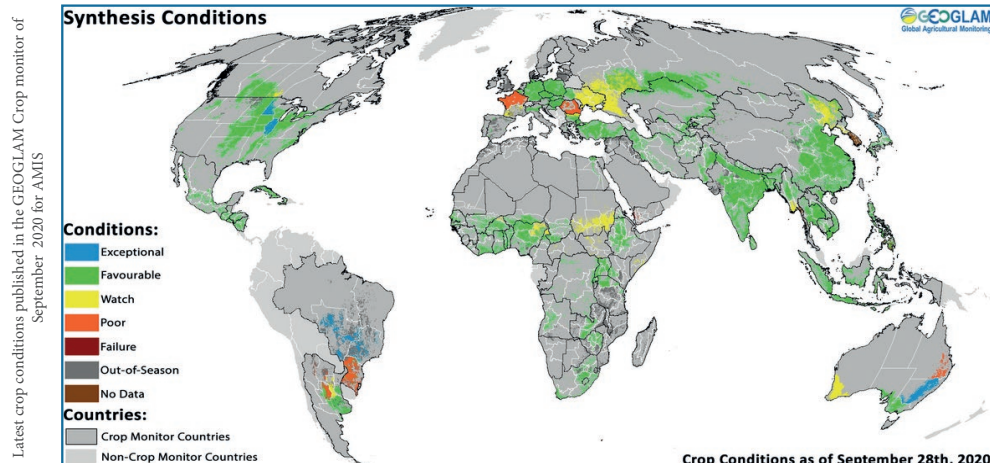 Latest crop conditions published in the GEOGLAM Crop monitor of
September 2020 for AMIS
Synthesis Conditions
GEOGLAM
Global Agricultural Monitoring
Conditions:
Exceptional
Favourable
Watch
Poor
Failure
Out-of-Season
No Data
Countries:
Crop Monitor Countries
Non-Crop Monitor Countries
Crop Conditions as of September 28th, 2020